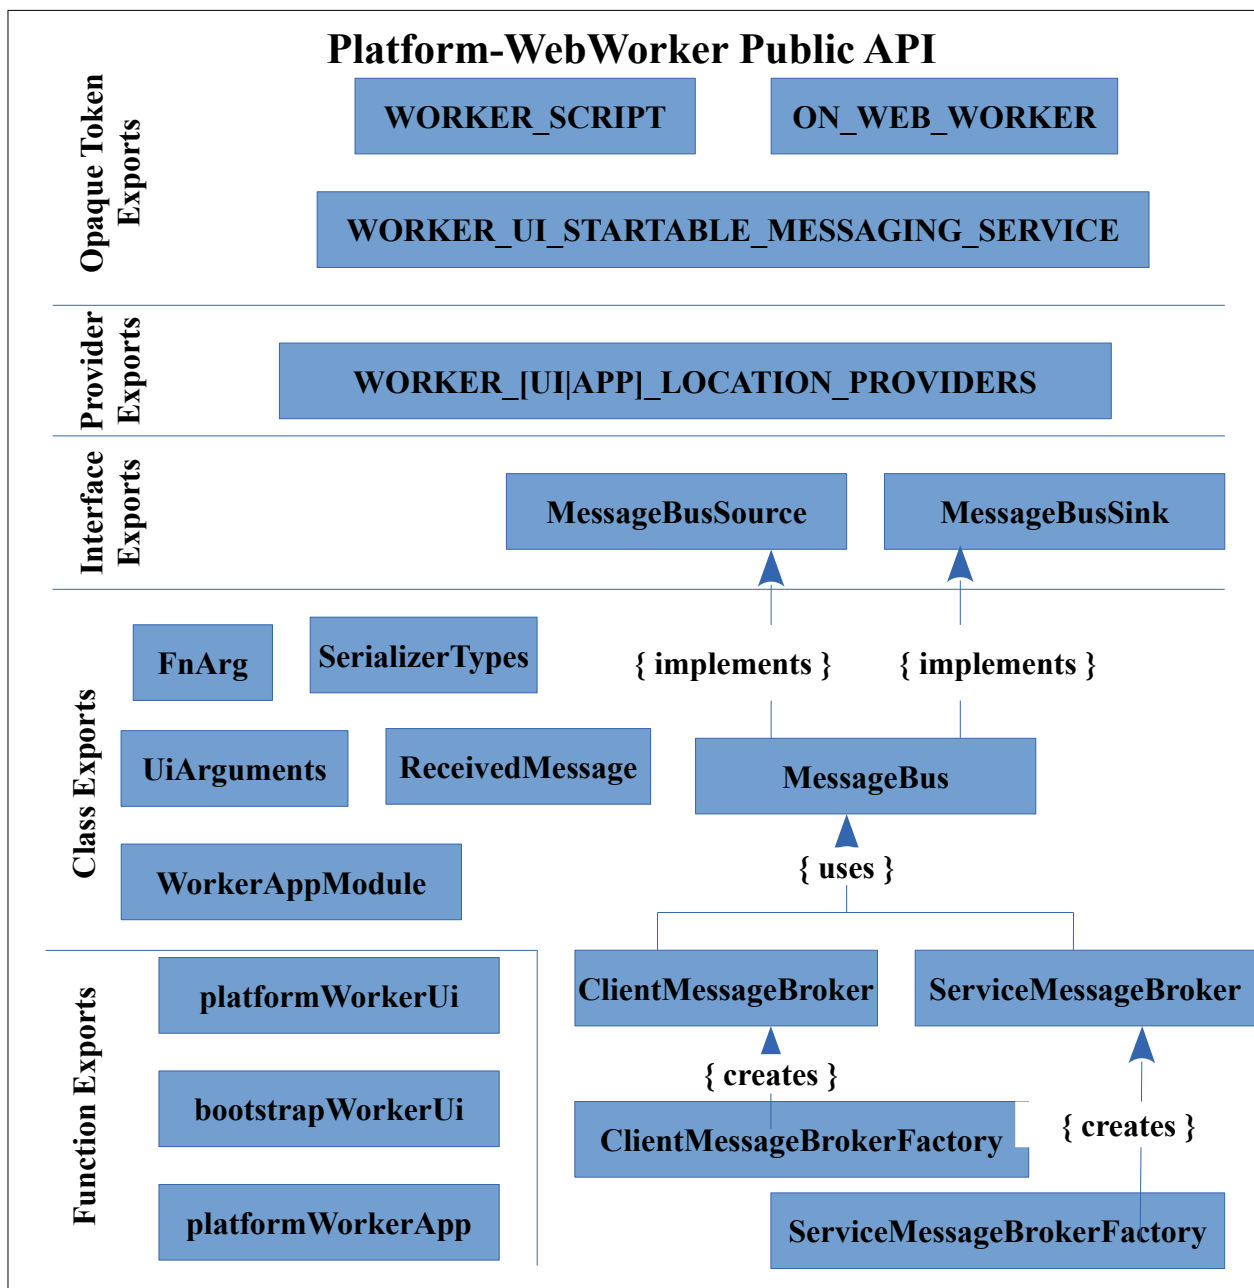 Platform-WebWorker Public API
Opaque Token
Exports
WORKER_SCRIPT
ON_WEB_WORKER
WORKER_UI_STARTABLE_MESSAGING_SERVICE
Provider
Exports
WORKER_[UI|APP]_LOCATION_PROVIDERS
Interface
Exports
MessageBusSource
MessageBusSink
Class Exports
FnArg
SerializerTypes
{ implements }
{ implements }
UiArguments
ReceivedMessage
MessageBus
WorkerAppModule
{ uses }
Function Exports
platformWorkerUi
bootstrapWorkerUi
platformWorkerApp
ClientMessageBroker
ServiceMessageBroker
{ creates }
ClientMessageBrokerFactory
{ creates }
ServiceMessageBrokerFactory